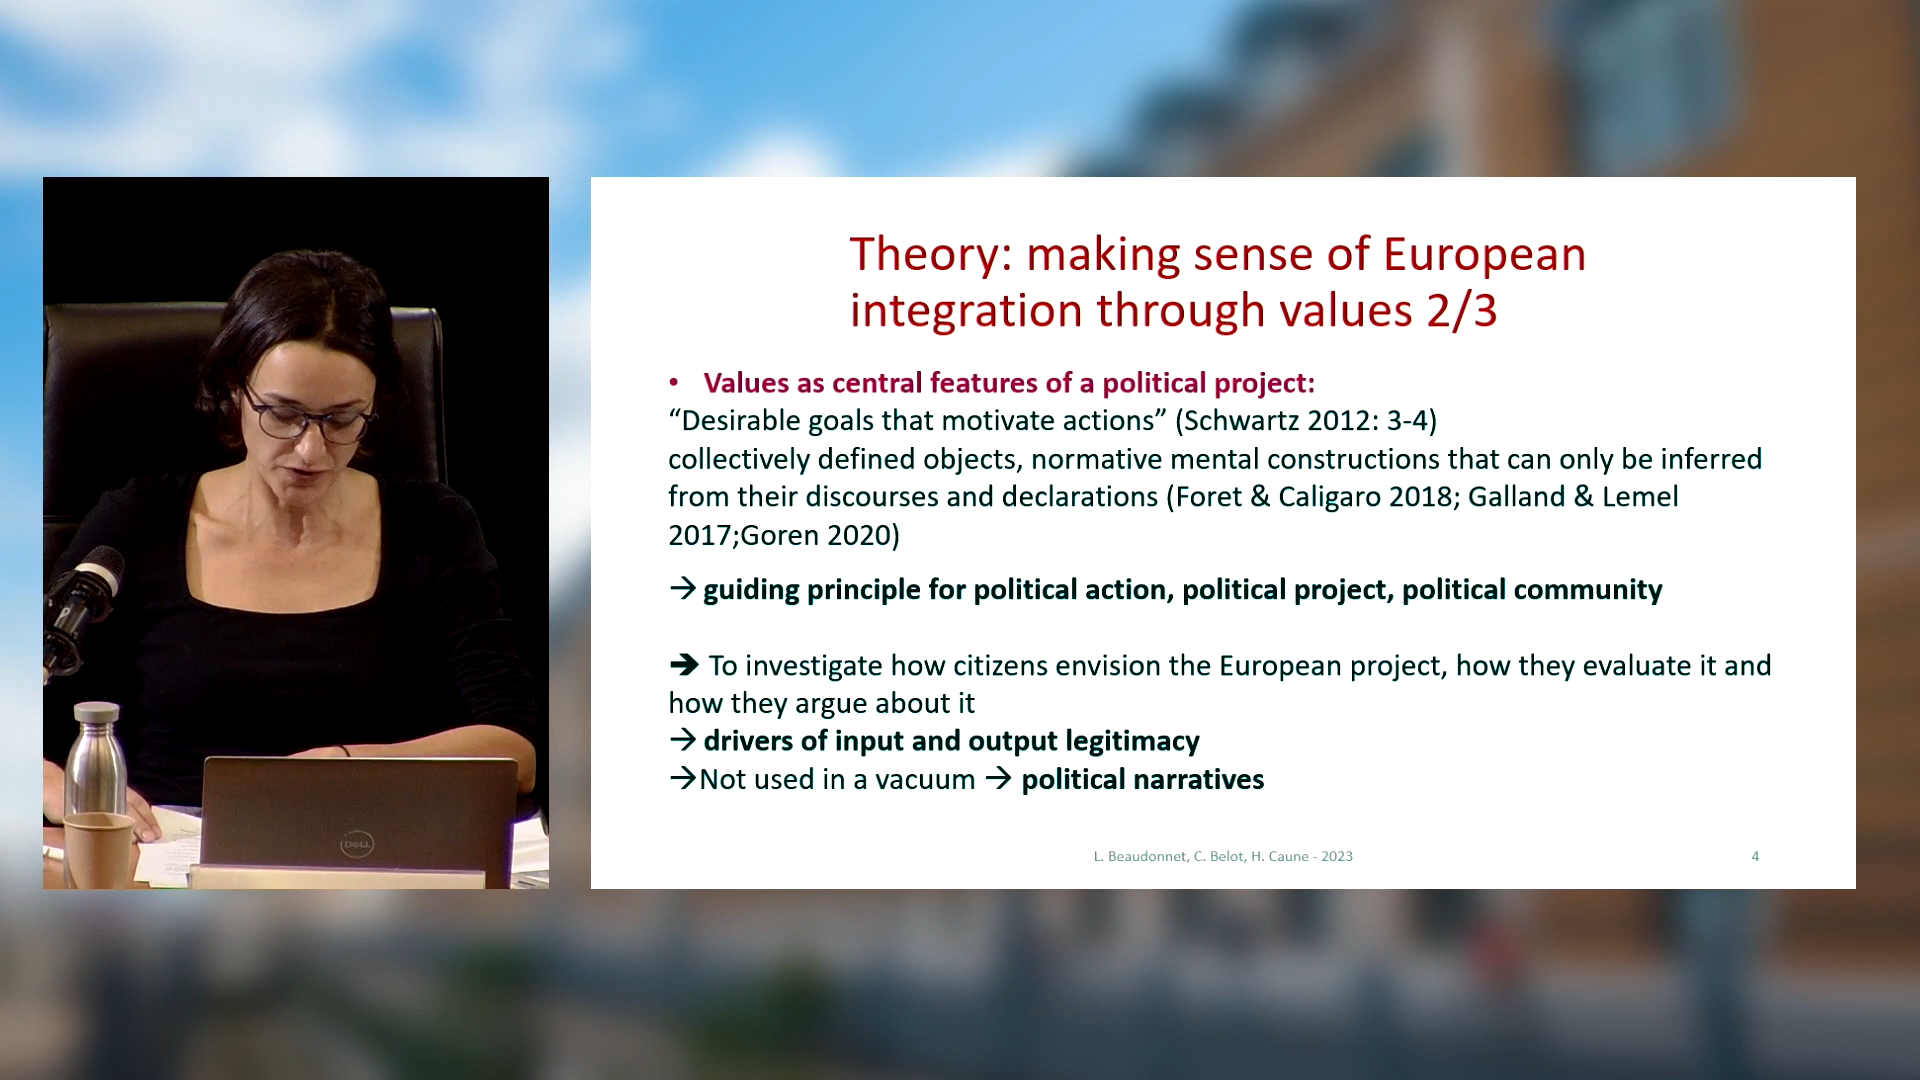 Theory: making sense of European
integration through values 2/3
• Values as central features of a political project:
“Desirable goals that motivate actions” (Schwartz 2012: 3-4)
collectively defined objects, normative mental constructions that can only be inferred
from their discourses and declarations (Foret & Caligaro 2018; Galland & Lemel
2017;Goren 2020)
→ guiding principle for political action, political project, political community
➔ To investigate how citizens envision the European project, how they evaluate it and
how they argue about it
→ drivers of input and output legitimacy
→Not used in a vacuum → political narratives
L. Beaudonnet, C. Belot, H. Caune - 2023
4
DELL